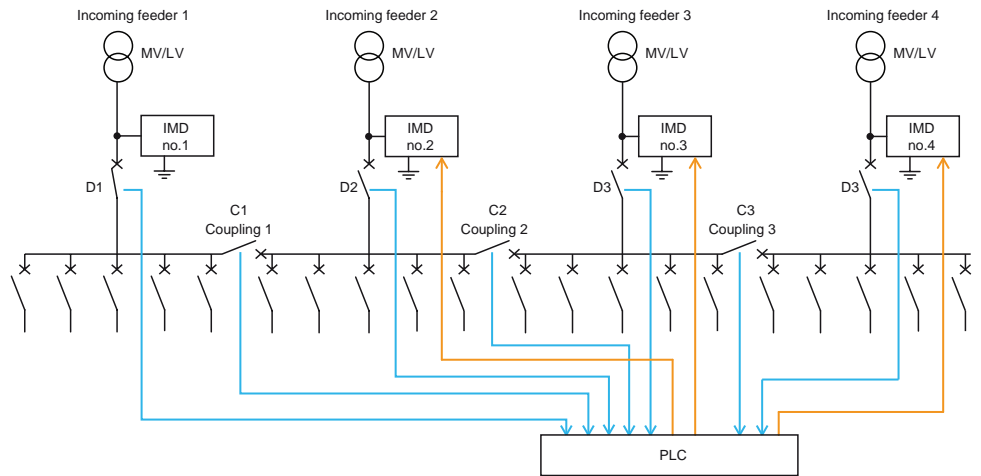 Incoming feeder 1
Incoming feeder 2
Incoming feeder 3
Incoming feeder 4
MV/LV
MV/LV
MV/LV
MV/LV
IMD
no.1
IMD
no.2
IMD
no.3
IMD
no.4
D1
D2
D3
D3
C1
Coupling 1
C2
Coupling 2
C3
Coupling 3
PLC